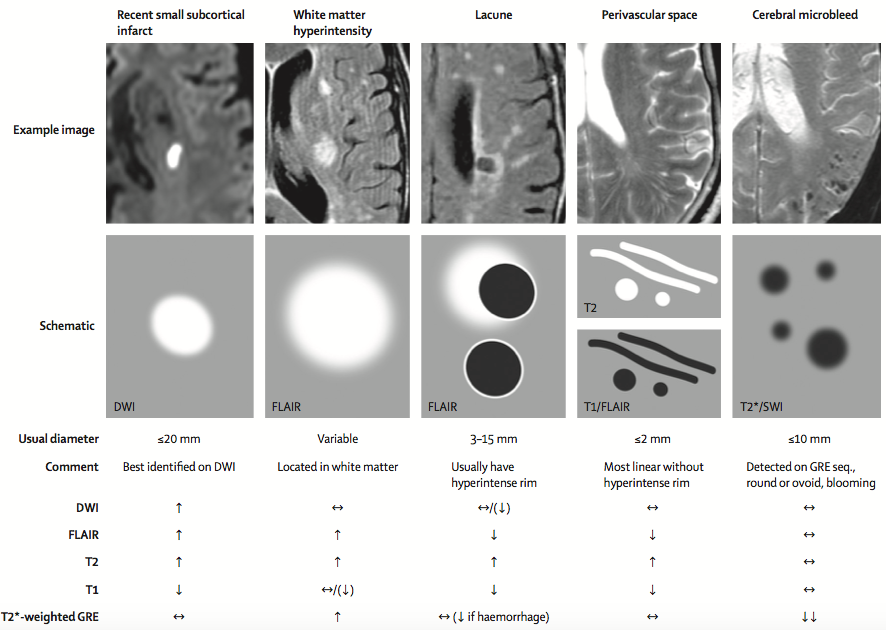 Recent small subcortical infarct
White matter hyperintensity
Lacune
Perivascular space
Cerebral microbleed
Example image
Schematic
DWI
FLAIR
FLAIR
T2
T1/FLAIR
T2*/SWI
Usual diameter ≤20 mm Variable 3–15 mm ≤2 mm ≤10 mm
Comment Best identified on DWI Located in white matter Usually have hyperintense rim Most linear without hyperintense rim Detected on GRE seq., round or ovoid, blooming
DWI ↑ ↔ ↔/(↓) ↔ ↔
FLAIR ↑ ↑ ↓ ↓ ↔
T2 ↑ ↑ ↑ ↑ ↔
T1 ↓ ↔/(↓) ↓ ↓ ↔
T2*-weighted GRE ↔ ↑ ↔ (↓ if haemorrhage) ↔ ↓↓